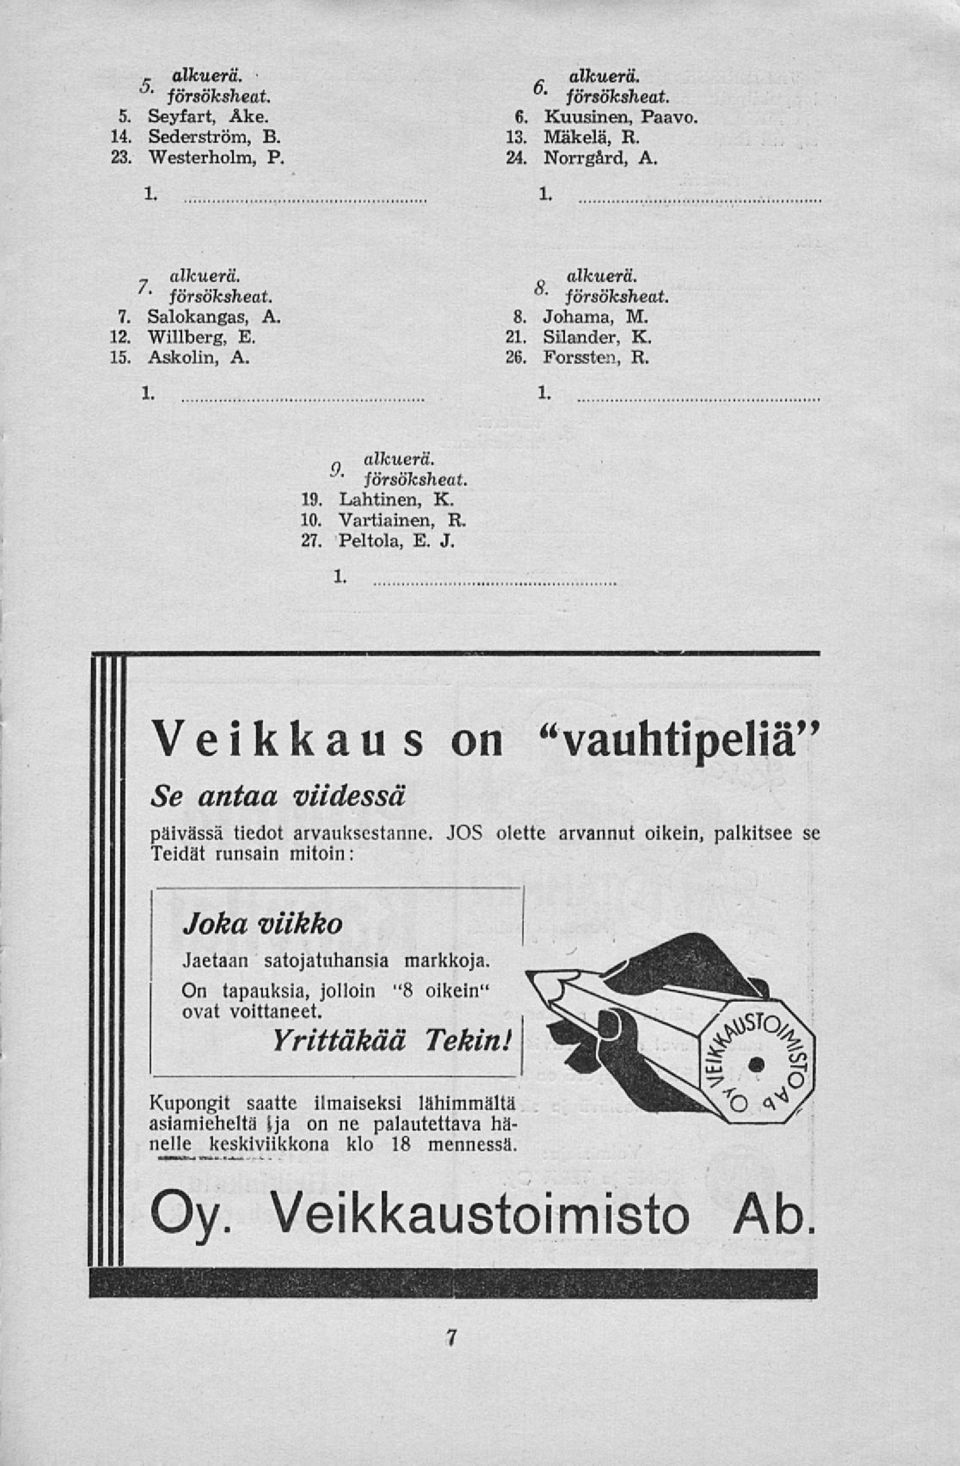 5. alkuerä.
försöksheat.
5. Seyfart, Åke.
14. Sederström, B.
23. Westerholm, P.
1. ................................................
6. alkuerä.
försöksheat.
6. Kuusinen, Paavo.
13. Mäkelä, R.
24. Norrgård, A.
1. ................................................
7. alkuerä.
försöksheat.
7. Salokangas, A.
12. Willberg, E.
15. Askolin, A.
1. ................................................
8. alkuerä.
försöksheat.
8. Johama, M.
21. Silander, K.
26. Forssten, R.
1. ................................................
9. alkuerä.
försöksheat.
19. Lahtinen, K.
10. Vartiainen, R.
27. Peltola, E. J.
1. ................................................
Veikkaus on “vauhtipeliä”
Se antaa viidessä
päivässä tiedot arvauksestanne. JOS olette arvannut oikein, palkitsee se
Teidät runsain mitoin:
Joka viikko
Jaetaan satojatuhansia markkoja.
On tapauksia, jolloin “8 oikein“
ovat voittaneet.
Yrittäkää Tekin!
OY VEIKKAUSTOIMISTO AB
Kupongit saatte ilmaiseksi lähimmältä
asiamieheltä ja on ne palautettava hä-
nelle keskiviikkona klo 18 mennessä.
Oy. Veikkaustoimisto Ab.
7